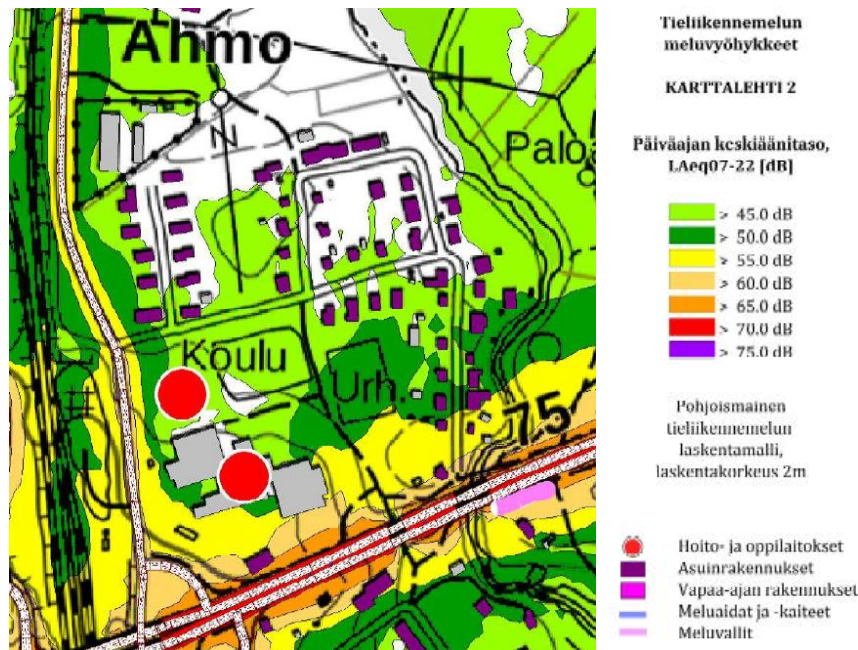 Ahmo
N
Paloa
Koulu
Urh.
75
Tieliikennemelun
meluvyöhykkeet
KARTTALEHTI 2
Päiväajan keskiäänitaso,
LAeq07-22 [dB]
> 45.0 dB
> 50.0 dB
> 55.0 dB
> 60.0 dB
> 65.0 dB
> 70.0 dB
> 75.0 dB
Pohjoismainen
tieliikennemelun
laskentamalli,
laskentakorkeus 2m
Hoito- ja oppilaitokset
Asuinrakennukset
Vapaa-ajan rakennukset
Meluaidat ja -kaiteet
Meluvallit